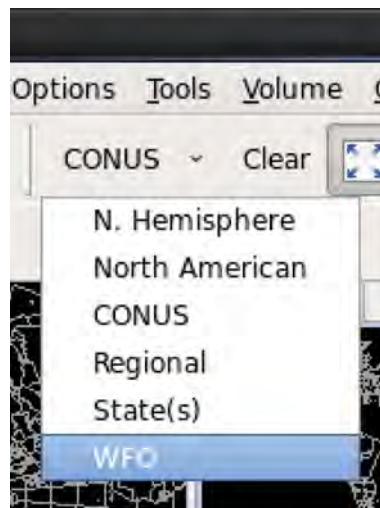 Options Tools Volume
CONUS Clear
N. Hemisphere
North American
CONUS
Regional
State(s)
WFO